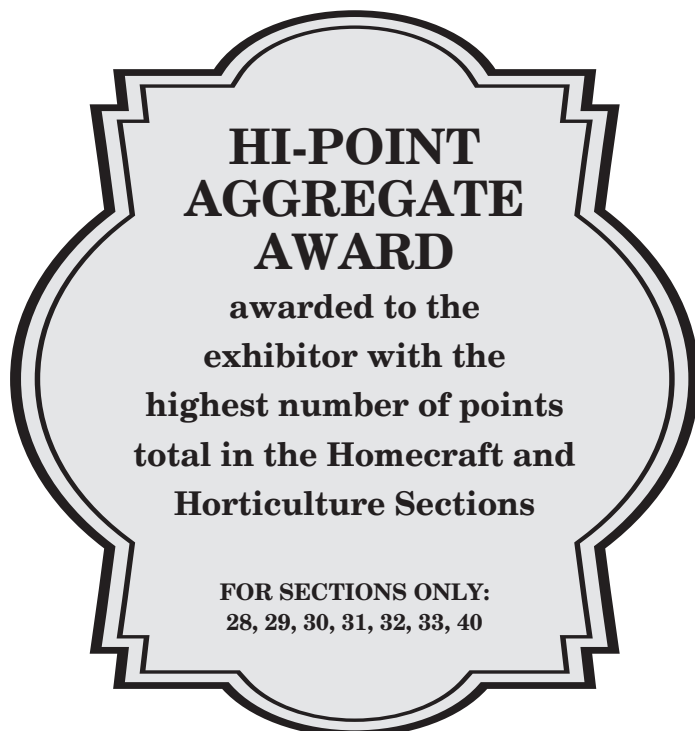 HI-POINT
AGGREGATE
AWARD
awarded to the
exhibitor with the
highest number of points
total in the Homecraft and
Horticulture Sections
FOR SECTIONS ONLY:
28, 29, 30, 31, 32, 33, 40